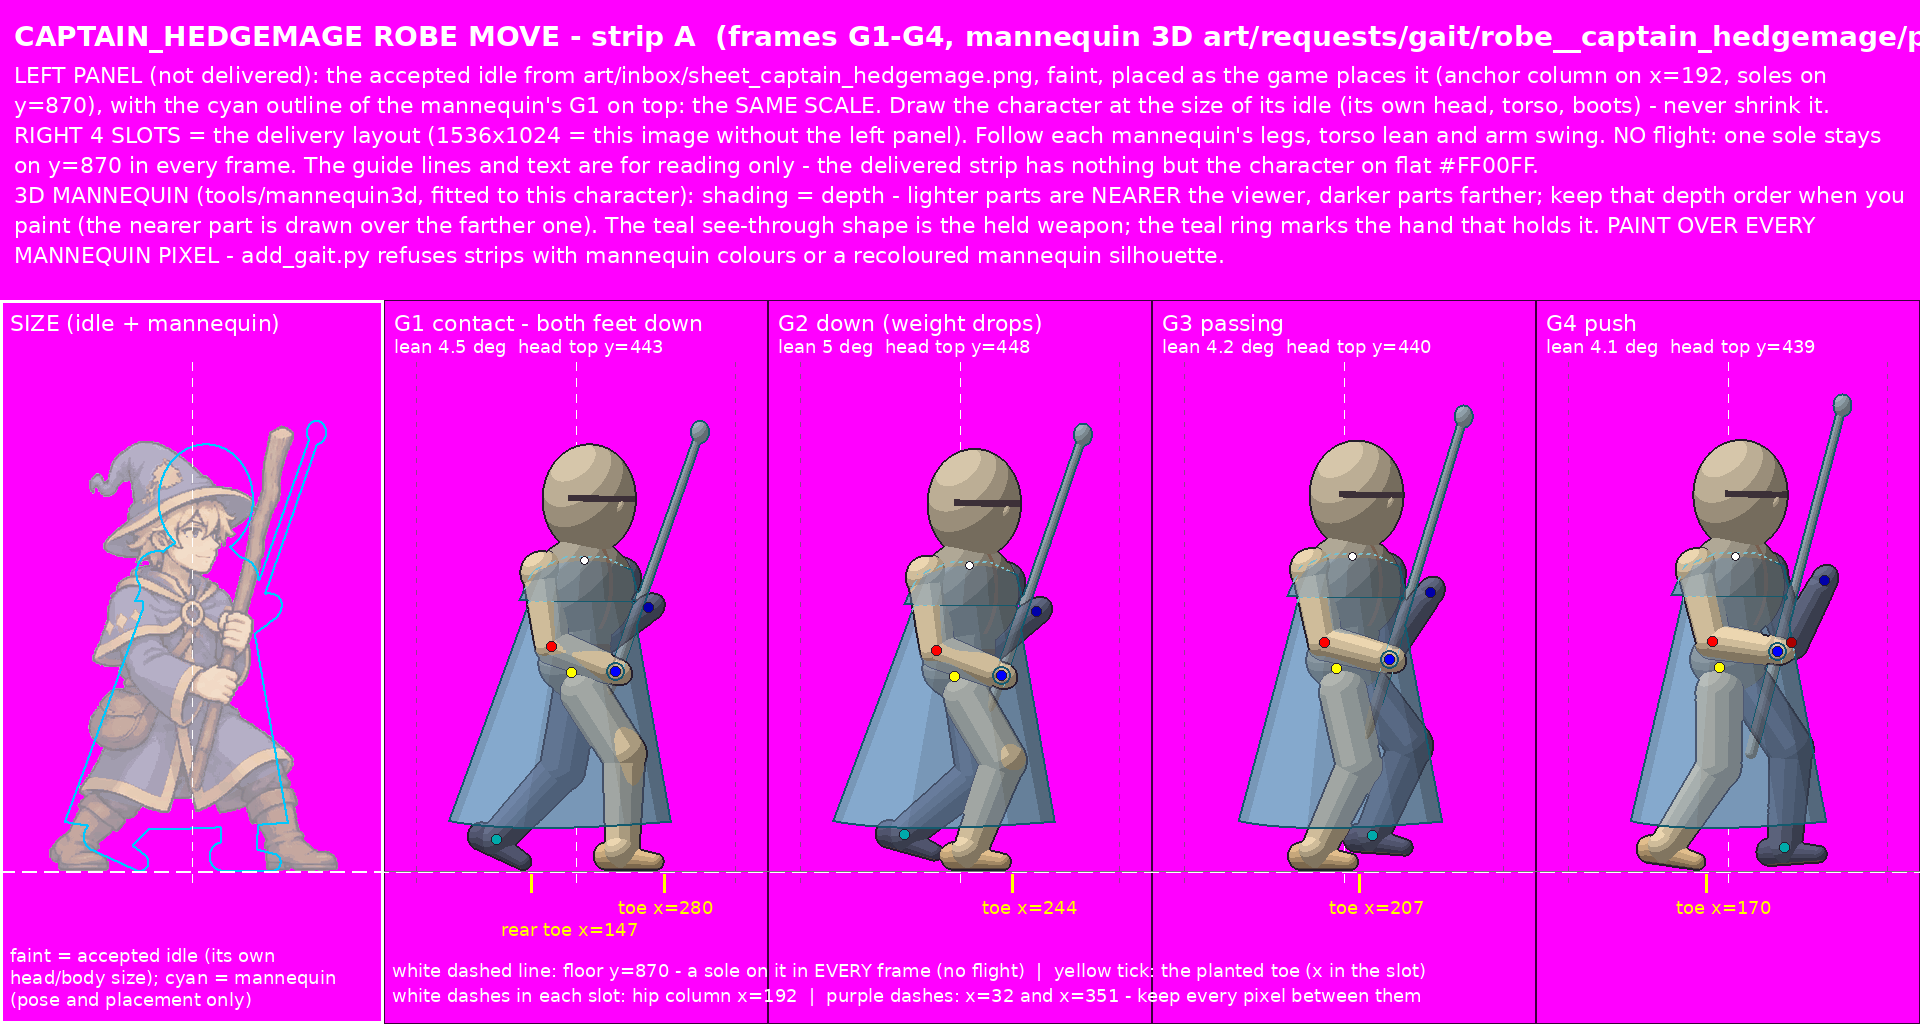 CAPTAIN_HEDGEMAGE ROBE MOVE - strip A  (frames G1-G4, mannequin 3D art/requests/gait/robe__captain_hedgemage/p
LEFT PANEL (not delivered): the accepted idle from art/inbox/sheet_captain_hedgemage.png, faint, placed as the game places it (anchor column on x=192, soles on
y=870), with the cyan outline of the mannequin's G1 on top: the SAME SCALE. Draw the character at the size of its idle (its own head, torso, boots) - never shrink it.
RIGHT 4 SLOTS = the delivery layout (1536x1024 = this image without the left panel). Follow each mannequin's legs, torso lean and arm swing. NO flight: one sole stays
on y=870 in every frame. The guide lines and text are for reading only - the delivered strip has nothing but the character on flat #FF00FF.
3D MANNEQUIN (tools/mannequin3d, fitted to this character): shading = depth - lighter parts are NEARER the viewer, darker parts farther; keep that depth order when you
paint (the nearer part is drawn over the farther one). The teal see-through shape is the held weapon; the teal ring marks the hand that holds it. PAINT OVER EVERY
MANNEQUIN PIXEL - add_gait.py refuses strips with mannequin colours or a recoloured mannequin silhouette.
SIZE (idle + mannequin)
G1 contact - both feet down
lean 4.5 deg  head top y=443
G2 down (weight drops)
lean 5 deg  head top y=448
G3 passing
lean 4.2 deg  head top y=440
G4 push
lean 4.1 deg  head top y=439
toe x=280
rear toe x=147
toe x=244
toe x=207
toe x=170
faint = accepted idle (its own
head/body size); cyan = mannequin
(pose and placement only)
white dashed line: floor y=870 - a sole on it in EVERY frame (no flight)  |  yellow tick: the planted toe (x in the slot)
white dashes in each slot: hip column x=192  |  purple dashes: x=32 and x=351 - keep every pixel between them